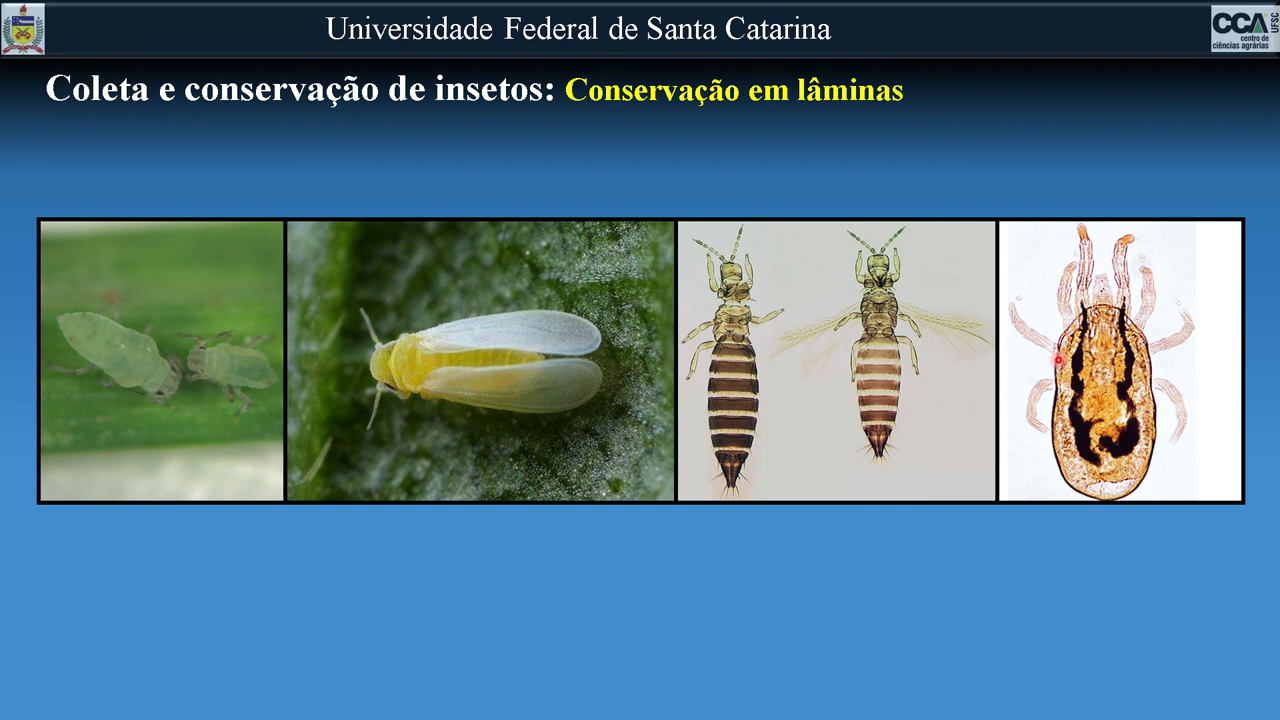 Universidade Federal de Santa Catarina
CCA UFSC
centro de
ciências agrárias
Coleta e conservação de insetos: Conservação em lâminas